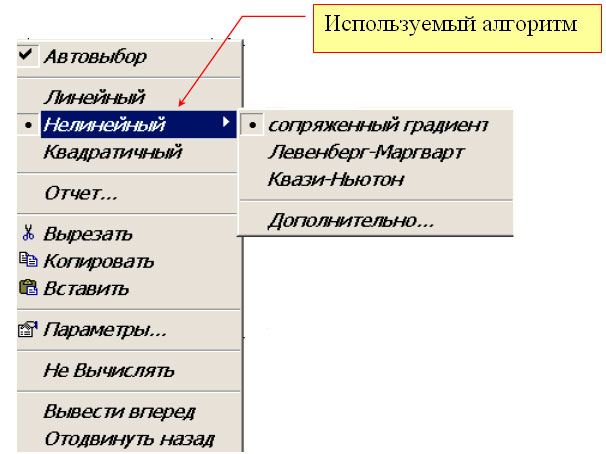 Используемый алгоритм
Автовыбор
Линейный
Нелинейный
Квадратичный
Отчет...
Вырезать
Копировать
Вставить
Параметры...
Не Вычислять
Вывести вперед
Отодвинуть назад
сопряженный градиент
Левенберг-Маргварт
Квази-Ньютон
Дополнительно...